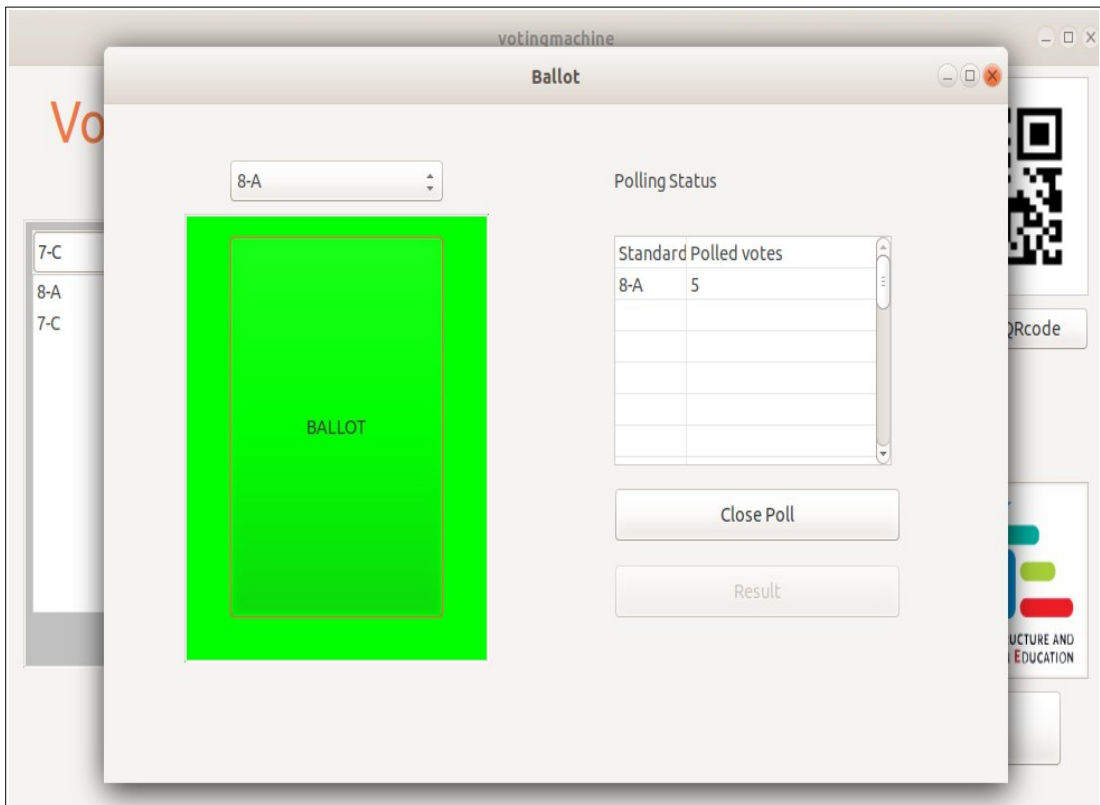 votingmachine
Ballot
Vo
8-A
Polling Status
7-C
8-A
7-C
Standard Polled votes
8-A 5
QRcode
BALLOT
Close Poll
Result
UCTURE AND
EDUCATION